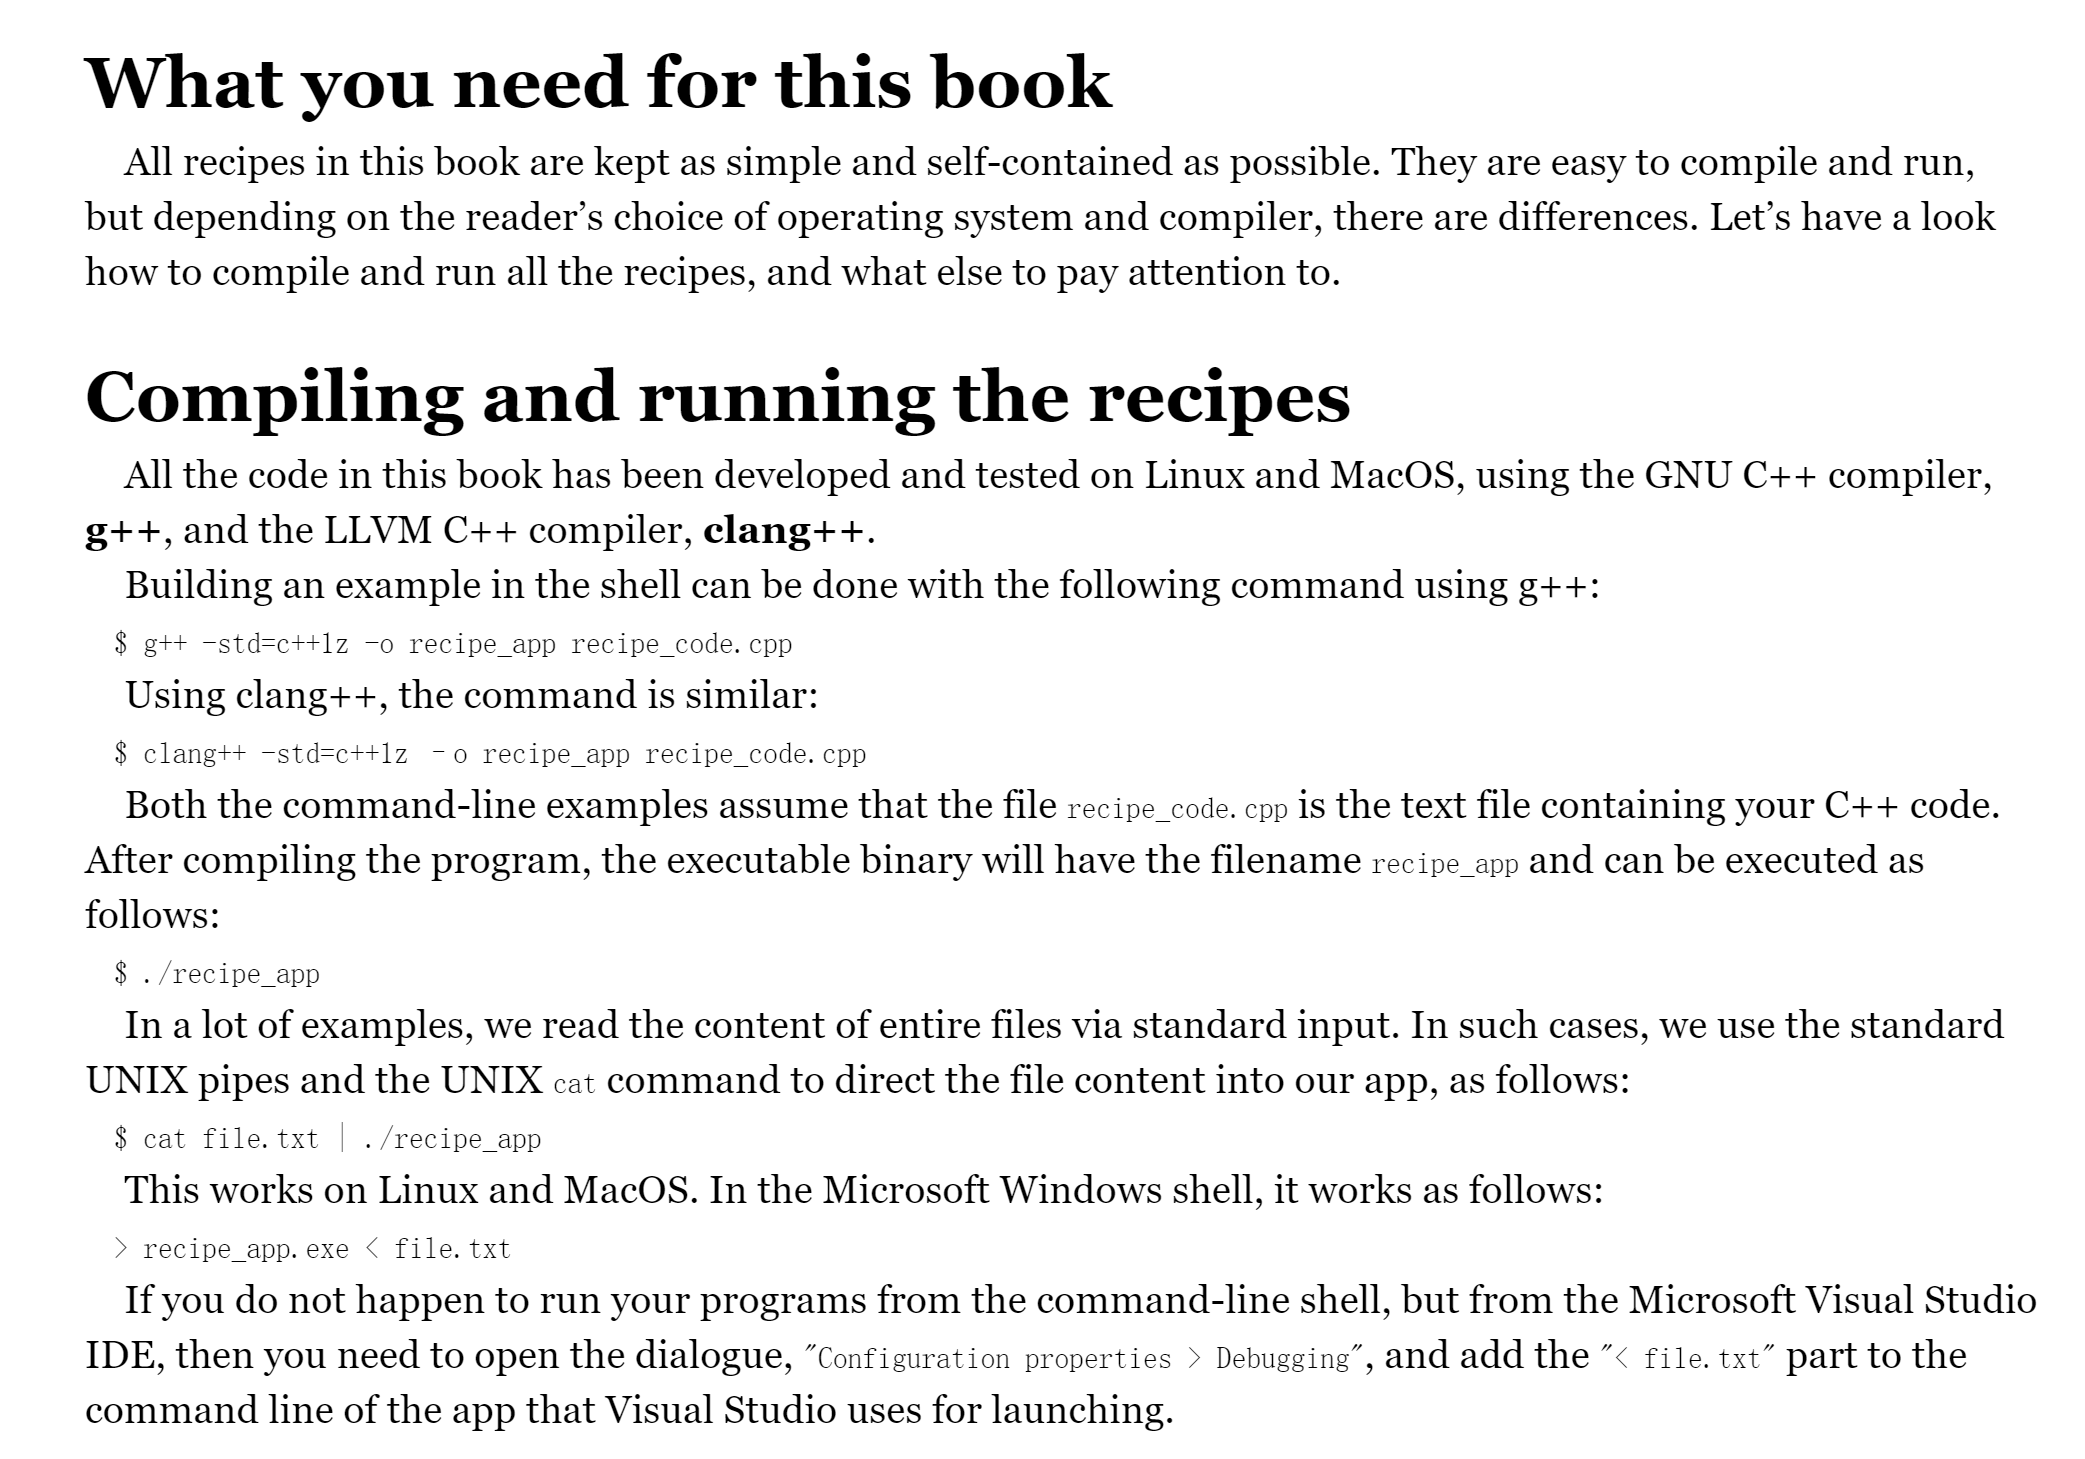 What you need for this book
All recipes in this book are kept as simple and self-contained as possible. They are easy to compile and run,
but depending on the reader’s choice of operating system and compiler, there are differences. Let’s have a look
how to compile and run all the recipes, and what else to pay attention to.
Compiling and running the recipes
All the code in this book has been developed and tested on Linux and MacOS, using the GNU C++ compiler,
g++, and the LLVM C++ compiler, clang++.
Building an example in the shell can be done with the following command using g++:
$ g++ -std=c++1z -o recipe_app recipe_code.cpp
Using clang++, the command is similar:
$ clang++ -std=c++1z -o recipe_app recipe_code.cpp
Both the command-line examples assume that the file recipe_code.cpp is the text file containing your C++ code.
After compiling the program, the executable binary will have the filename recipe_app and can be executed as
follows:
$ ./recipe_app
In a lot of examples, we read the content of entire files via standard input. In such cases, we use the standard
UNIX pipes and the UNIX cat command to direct the file content into our app, as follows:
$ cat file.txt | ./recipe_app
This works on Linux and MacOS. In the Microsoft Windows shell, it works as follows:
> recipe_app.exe < file.txt
If you do not happen to run your programs from the command-line shell, but from the Microsoft Visual Studio
IDE, then you need to open the dialogue, "Configuration properties > Debugging", and add the "< file.txt" part to the
command line of the app that Visual Studio uses for launching.